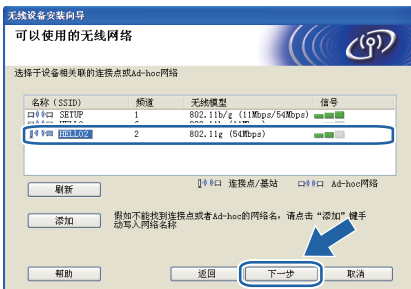 无线设备安装向导
可以使用的无线网络
选择于设备相关联的连接点或Ad-hoc网络
名称 (SSID) 频道 无线模型 信号
SETUP 1 802.11b/g (11Mbps/54Mbps)
HELLO2 2 802.11g (54Mbps)
刷新 连接点/基站 Ad-hoc网络
添加 假如不能找到连接点或者Ad-hoc的网络名，请点击“添加”键手
动写入网络名称
帮助 返回 下一步 取消